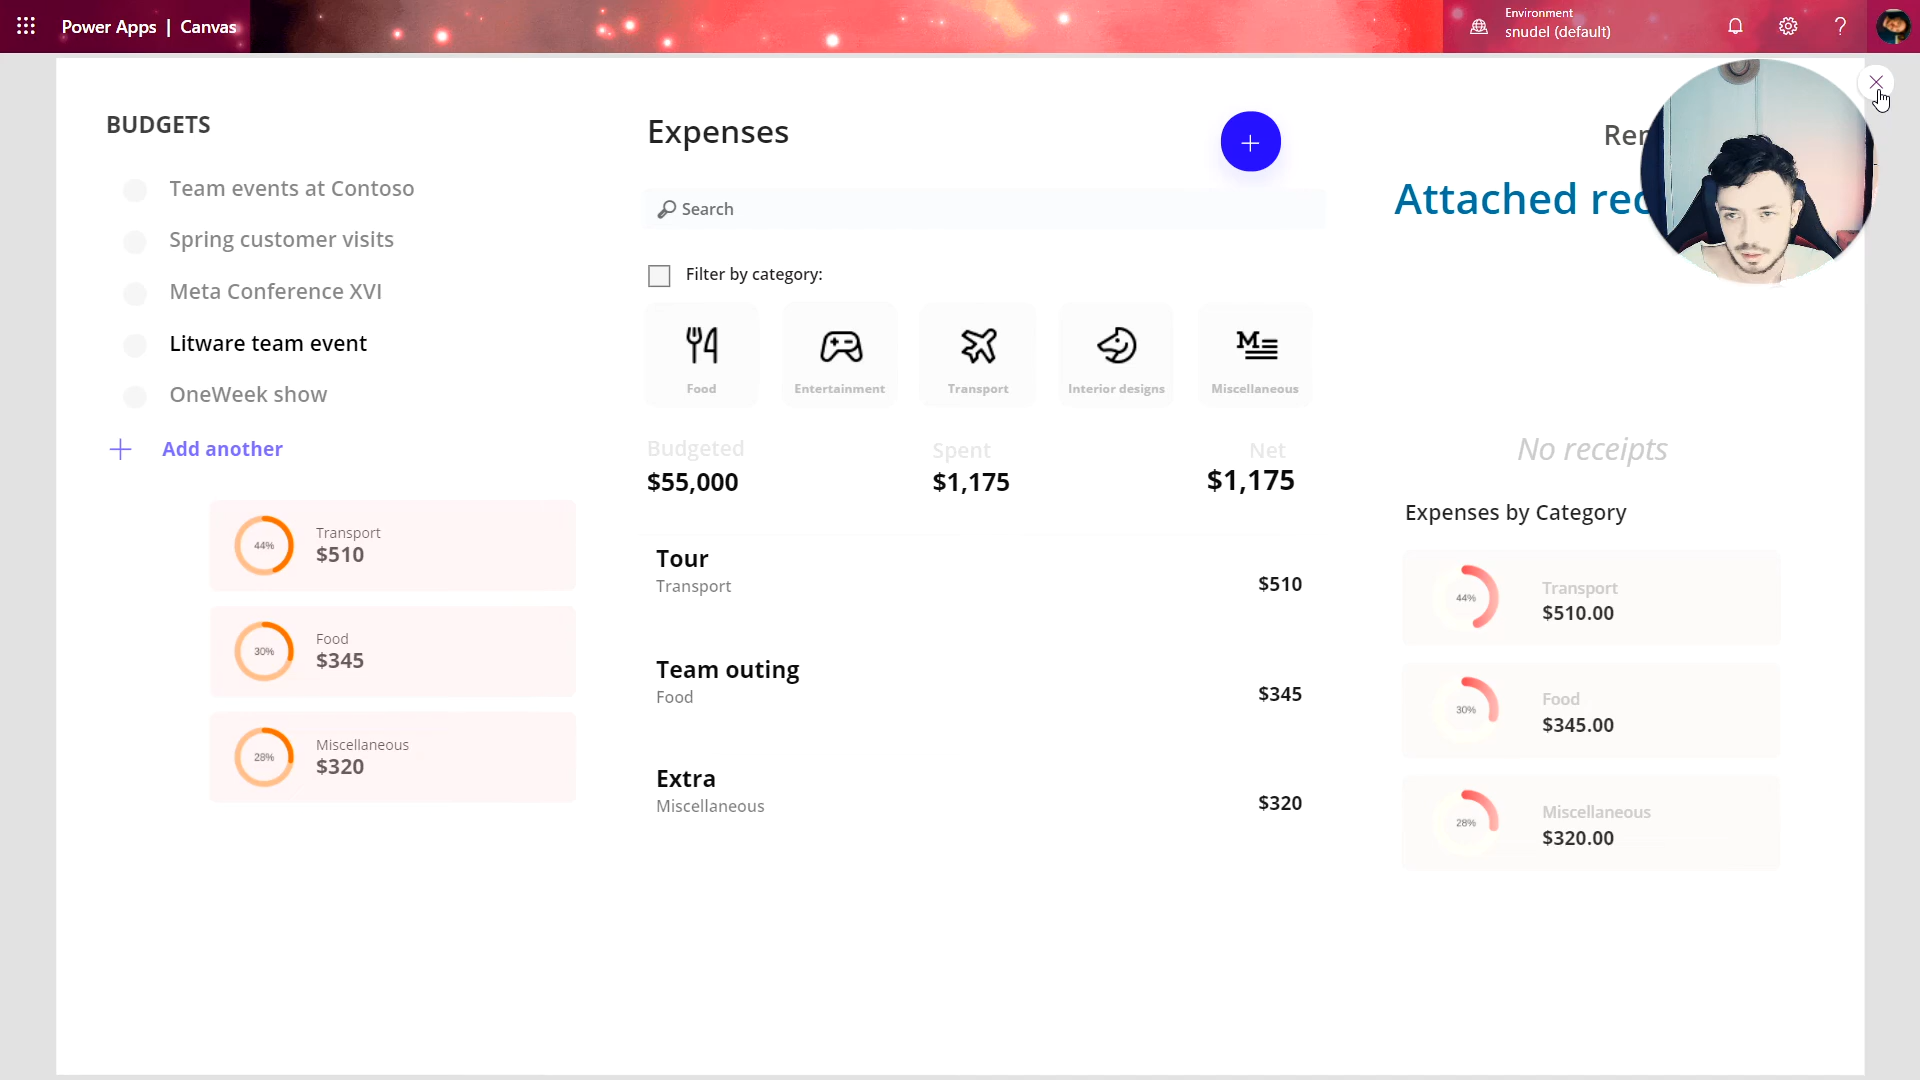 Power Apps | Canvas
Environment
snudel (default)
BUDGETS
Team events at Contoso
Spring customer visits
Meta Conference XVI
Litware team event
OneWeek show
Add another
44%
Transport
$510
30%
Food
$345
28%
Miscellaneous
$320
Expenses
Search
Filter by category:
Food
Entertainment
Transport
Interior designs
Miscellaneous
Budgeted
$55,000
Spent
$1,175
Net
$1,175
Tour
Transport
$510
Team outing
Food
$345
Extra
Miscellaneous
$320
Attached
No receipts
Expenses by Category
44%
Transport
$510.00
30%
Food
$345.00
28%
Miscellaneous
$320.00